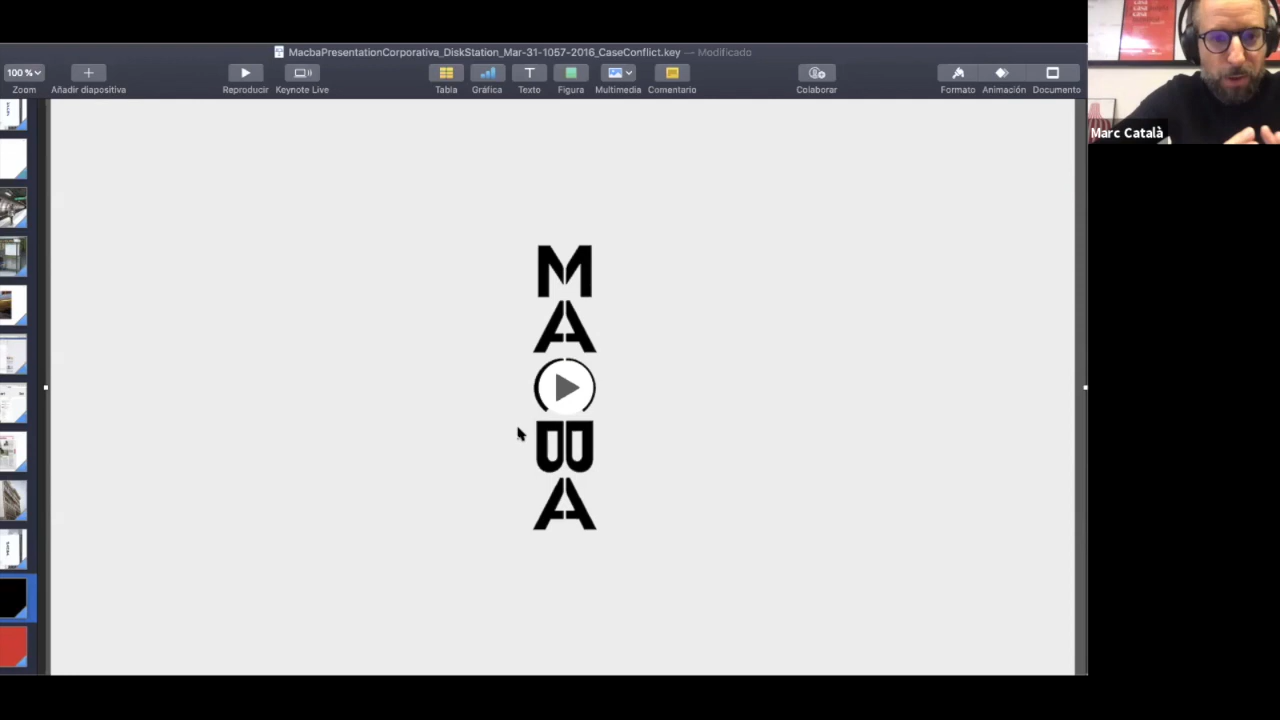 MacbaPresentationCorporativa_DiskStation_Mar-31-1057-2016_CaseConflict.key — Modificado
100 %
Zoom
Añadir diapositiva
Reproducir
Keynote Live
Tabla
Gráfica
T
Texto
Figura
Multimedia
Comentario
Colaborar
Formato
Animación
Documento
Marc Català
casa
M
A
C
B
A